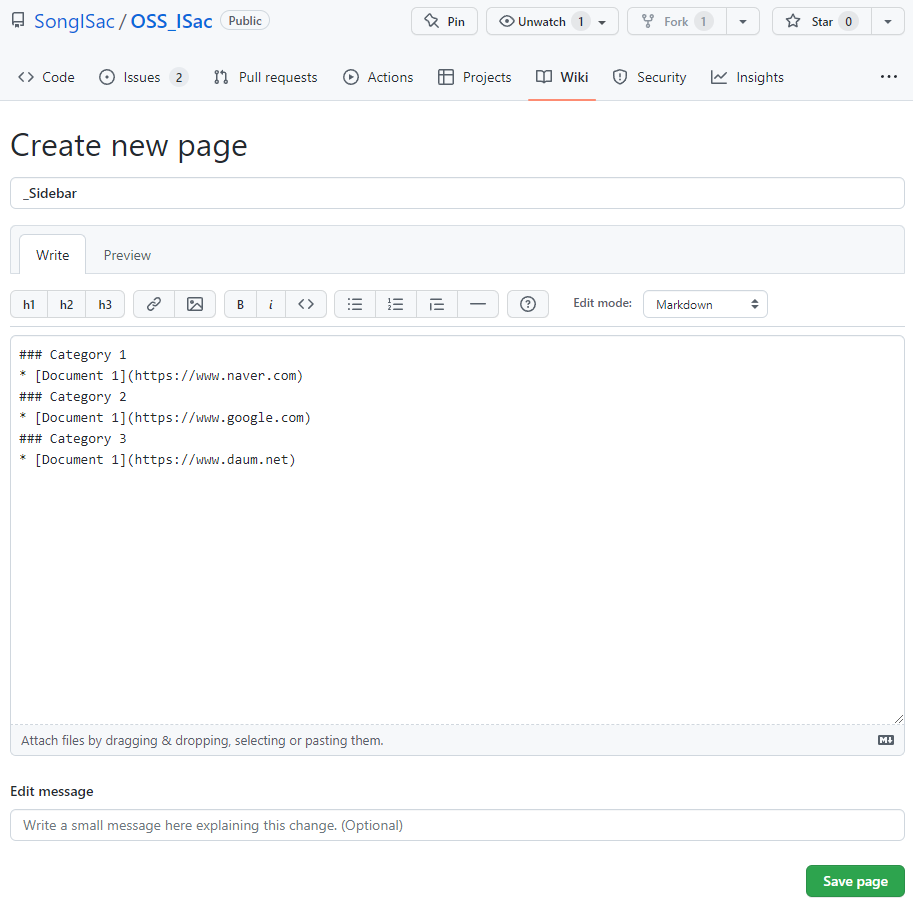 SongISac / OSS_ISac Public Pin Unwatch 1 Fork 1 Star 0
Code Issues 2 Pull requests Actions Projects Wiki Security Insights
Create new page
_Sidebar
Write Preview
h1 h2 h3 B i Edit mode: Markdown
### Category 1
* [Document 1](https://www.naver.com)
### Category 2
* [Document 1](https://www.google.com)
### Category 3
* [Document 1](https://www.daum.net)
Attach files by dragging & dropping, selecting or pasting them.
Edit message
Write a small message here explaining this change. (Optional)
Save page